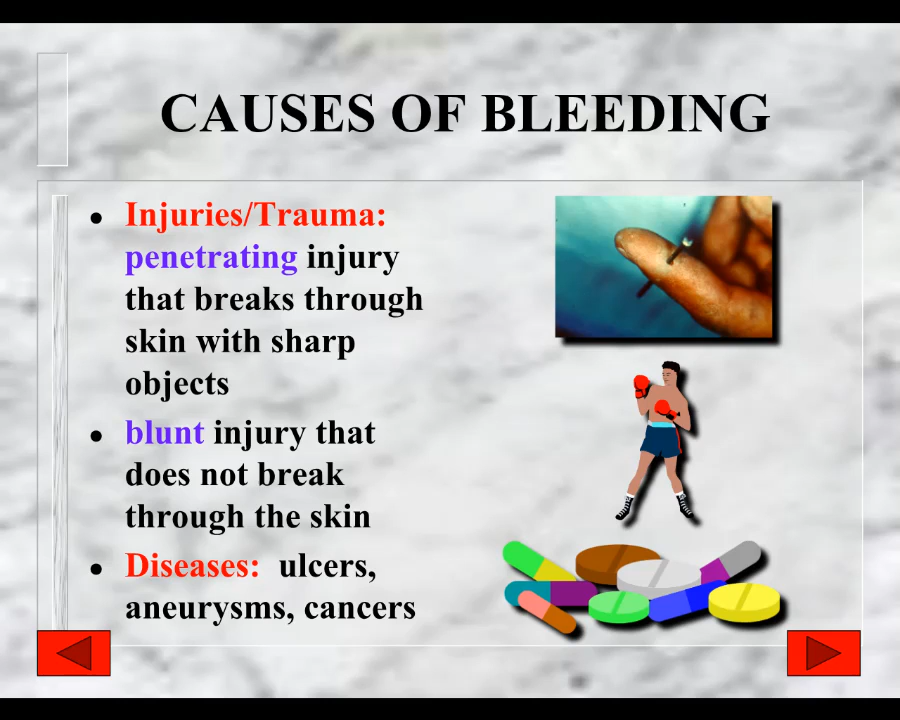 CAUSES OF BLEEDING
Injuries/Trauma:
penetrating injury
that breaks through
skin with sharp
objects
blunt injury that
does not break
through the skin
Diseases: ulcers,
aneurysms, cancers